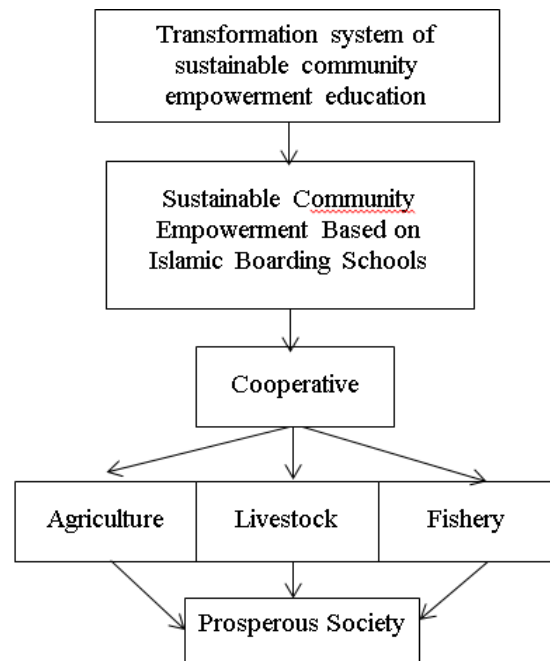 Transformation system of
sustainable community
empowerment education
Sustainable Community
Empowerment Based on
Islamic Boarding Schools
Cooperative
Agriculture
Livestock
Fishery
Prosperous Society